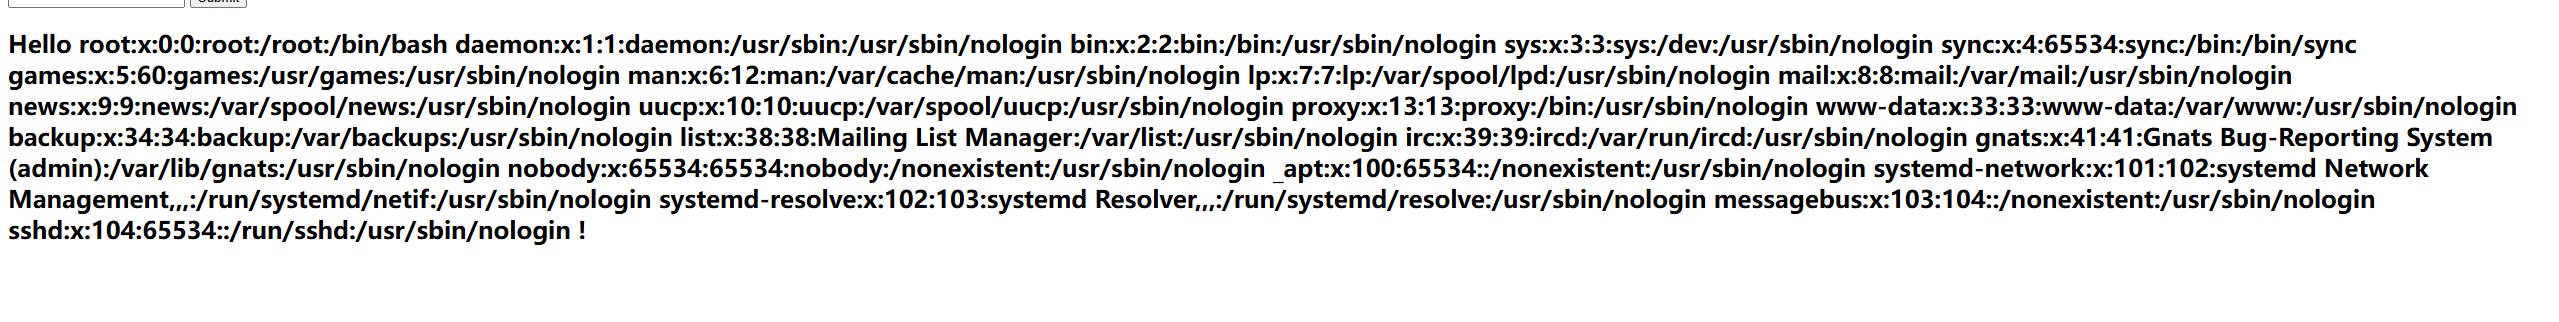 Submit
Hello root:x:0:0:root:/root:/bin/bash daemon:x:1:1:daemon:/usr/sbin:/usr/sbin/nologin bin:x:2:2:bin:/bin:/usr/sbin/nologin sys:x:3:3:sys:/dev:/usr/sbin/nologin sync:x:4:65534:sync:/bin:/bin/sync
games:x:5:60:games:/usr/games:/usr/sbin/nologin man:x:6:12:man:/var/cache/man:/usr/sbin/nologin lp:x:7:7:lp:/var/spool/lpd:/usr/sbin/nologin mail:x:8:8:mail:/var/mail:/usr/sbin/nologin
news:x:9:9:news:/var/spool/news:/usr/sbin/nologin uucp:x:10:10:uucp:/var/spool/uucp:/usr/sbin/nologin proxy:x:13:13:proxy:/bin:/usr/sbin/nologin www-data:x:33:33:www-data:/var/www:/usr/sbin/nologin
backup:x:34:34:backup:/var/backups:/usr/sbin/nologin list:x:38:38:Mailing List Manager:/var/list:/usr/sbin/nologin irc:x:39:39:ircd:/var/run/ircd:/usr/sbin/nologin gnats:x:41:41:Gnats Bug-Reporting System
(admin):/var/lib/gnats:/usr/sbin/nologin nobody:x:65534:65534:nobody:/nonexistent:/usr/sbin/nologin _apt:x:100:65534::/nonexistent:/usr/sbin/nologin systemd-network:x:101:102:systemd Network
Management,,,:/run/systemd/netif:/usr/sbin/nologin systemd-resolve:x:102:103:systemd Resolver,,,:/run/systemd/resolve:/usr/sbin/nologin messagebus:x:103:104::/nonexistent:/usr/sbin/nologin
sshd:x:104:65534::/run/sshd:/usr/sbin/nologin !